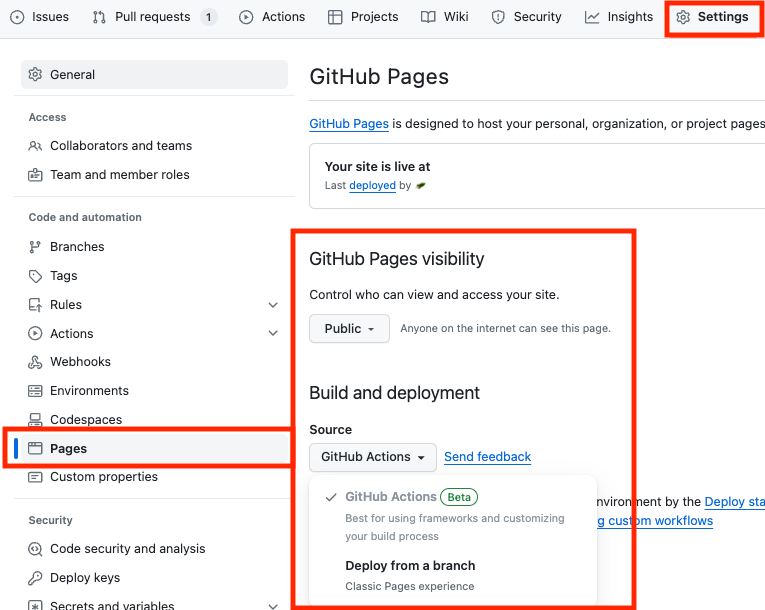 Issues Pull requests 1 Actions Projects Wiki Security Insights Settings
General
Access
Collaborators and teams
Team and member roles
Code and automation
Branches
Tags
Rules
Actions
Webhooks
Environments
Codespaces
Pages
Custom properties
Security
Code security and analysis
Deploy keys
Secrets and variables
GitHub Pages
GitHub Pages is designed to host your personal, organization, or project pages
Your site is live at
Last deployed by
GitHub Pages visibility
Control who can view and access your site.
Public Anyone on the internet can see this page.
Build and deployment
Source
GitHub Actions Send feedback
GitHub Actions Beta
Best for using frameworks and customizing
your build process
Deploy from a branch
Classic Pages experience
nvironment by the Deploy sta
g custom workflows